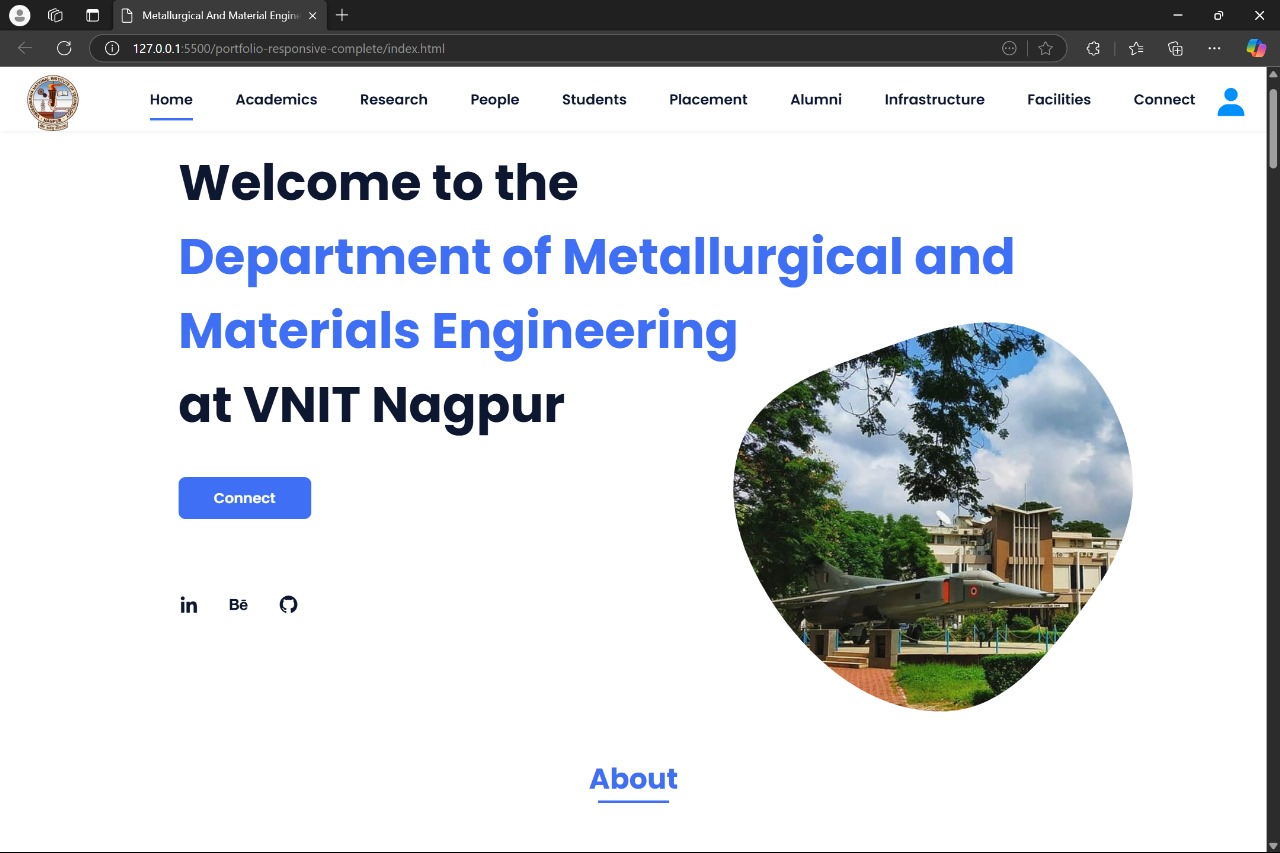 Metallurgical And Material Engine
127.0.0.1:5500/portfolio-responsive-complete/index.html
Home Academics Research People Students Placement Alumni Infrastructure Facilities Connect
Welcome to the
Department of Metallurgical and
Materials Engineering
at VNIT Nagpur
Connect
in Bē
About